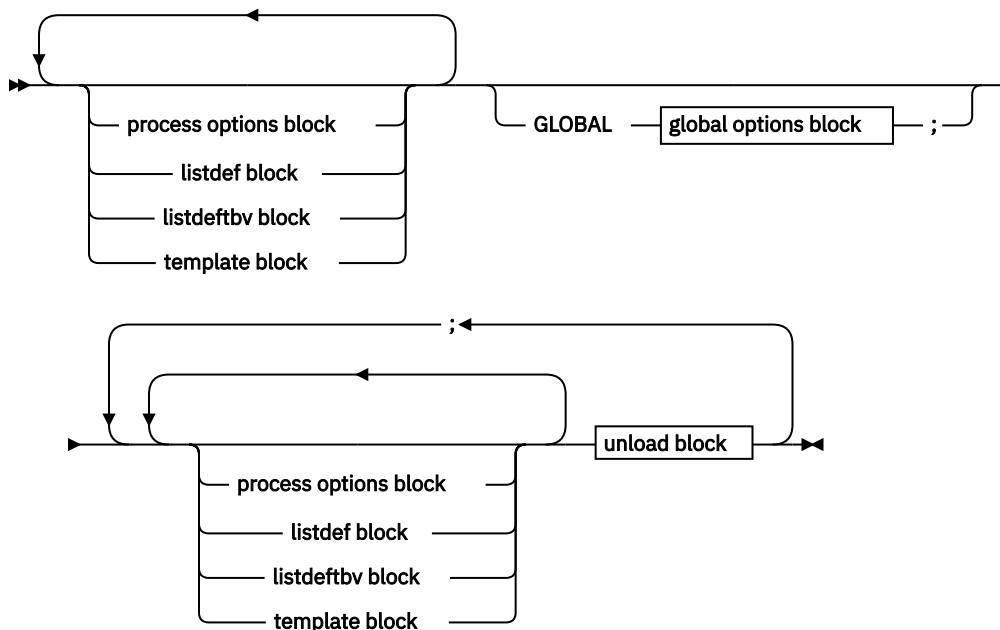 process options block
GLOBAL global options block ;
listdef block
listdeftbv block
template block
;
unload block
process options block
listdef block
listdeftbv block
template block